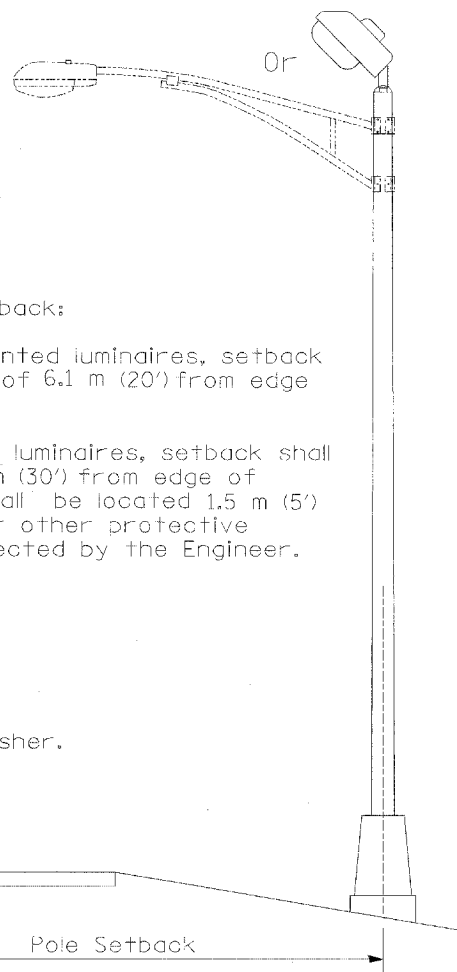 Or
back:
nted luminaires, setback
of 6.1 m (20') from edge
luminaires, setback shall
m (30') from edge of
all be located 1.5 m (5')
r other protective
ected by the Engineer.
sher.
Pole Setback